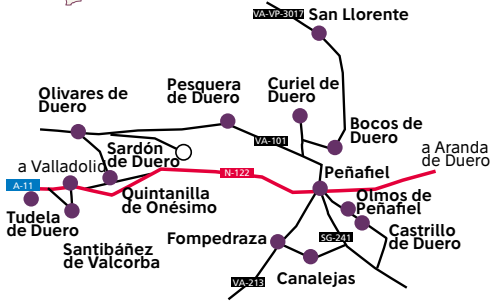 VA-VP-3017
San Llorente
Pesquera
de Duero
Curiel de
Duero
Olivares de
Duero
Bocos de
Duero
VA-101
Sardón
de Duero
a Aranda
de Duero
a Valladolid
N-122
Peñafiel
A-11
Quintanilla
de Onésimo
Olmos de
Peñafiel
Tudela
de Duero
Fompedraza
SG-241
Castrillo
de Duero
Santibáñez
de Valcorba
VA-213
Canalejas